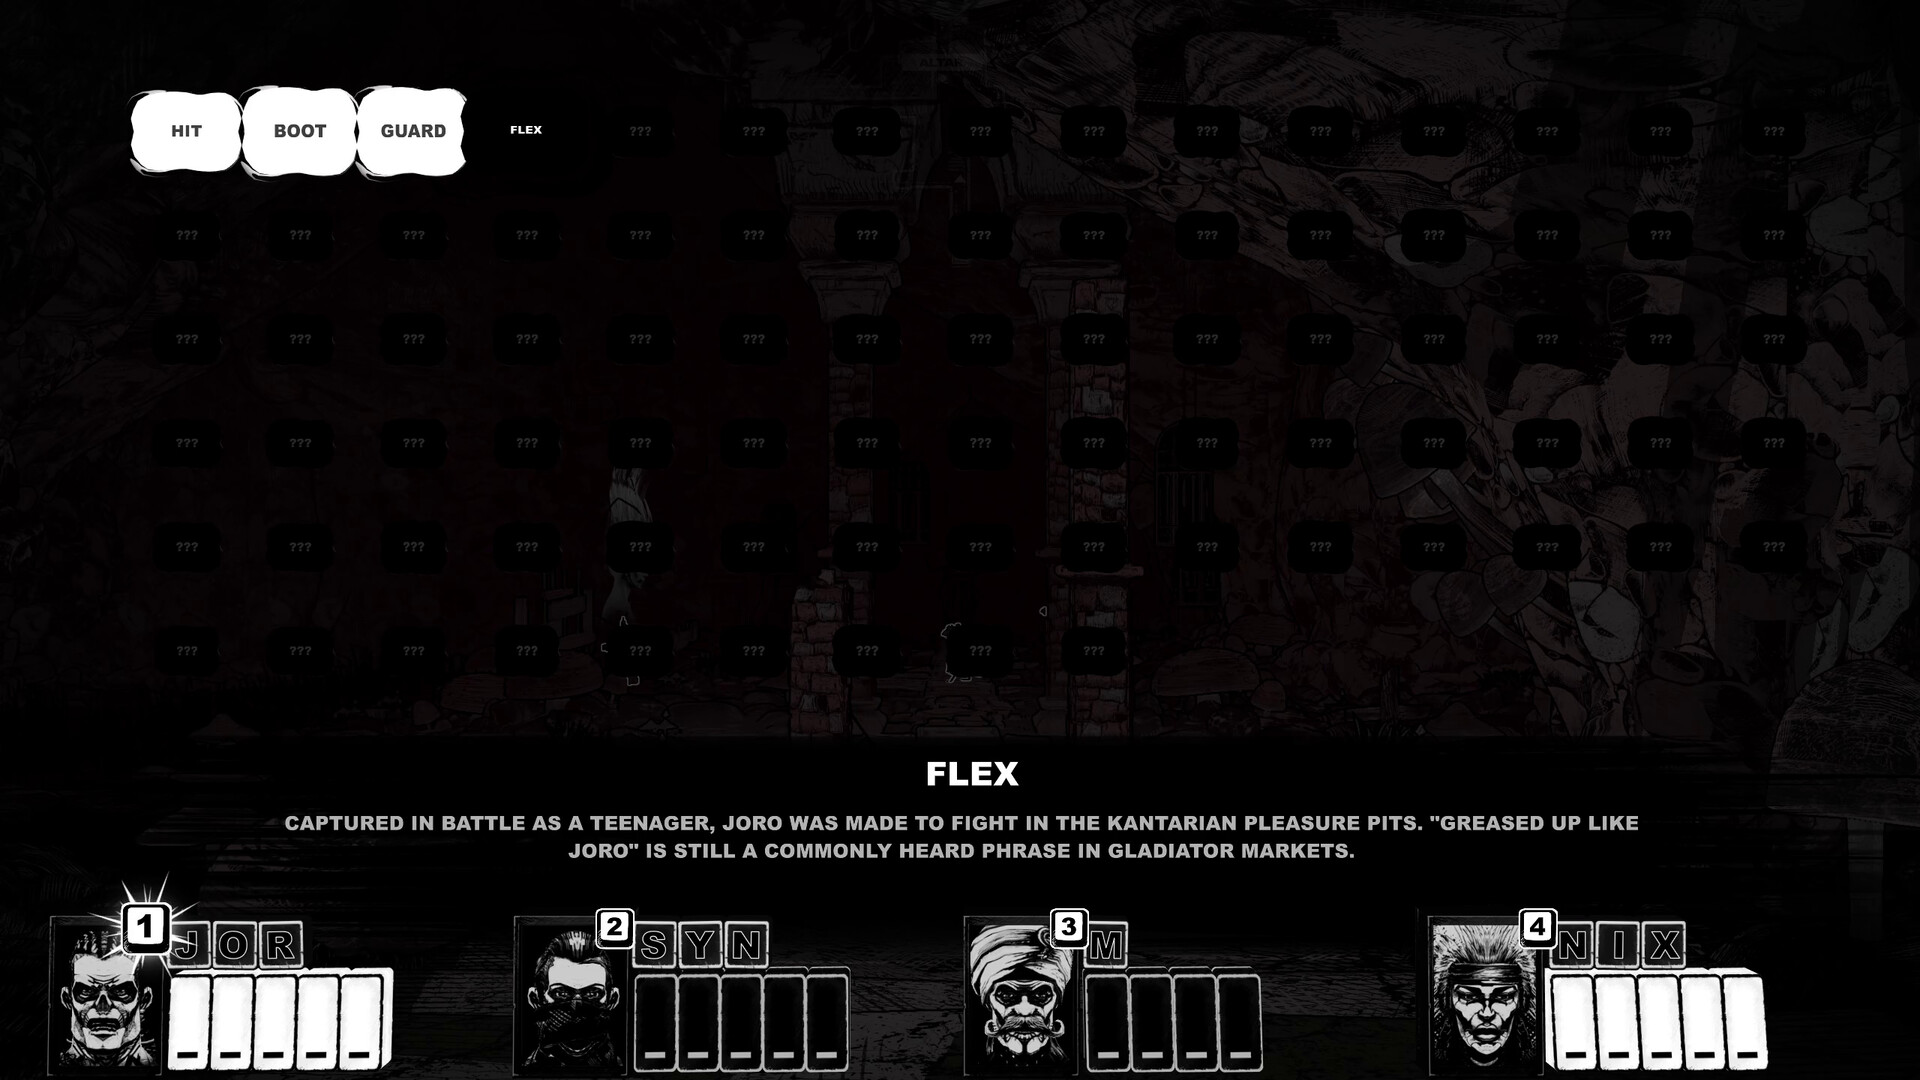 ALTAR
HIT BOOT GUARD FLEX ??? ??? ??? ??? ??? ??? ??? ??? ??? ??? ???
??? ??? ??? ??? ??? ??? ??? ??? ??? ??? ??? ??? ??? ??? ???
??? ??? ??? ??? ??? ??? ??? ??? ??? ??? ??? ??? ??? ??? ???
??? ??? ??? ??? ??? ??? ??? ??? ??? ??? ??? ??? ??? ??? ???
??? ??? ??? ??? ??? ??? ??? ??? ??? ??? ??? ??? ??? ??? ???
??? ??? ??? ??? ??? ??? ??? ??? ???
FLEX
CAPTURED IN BATTLE AS A TEENAGER, JORO WAS MADE TO FIGHT IN THE KANTARIAN PLEASURE PITS. "GREASED UP LIKE
JORO" IS STILL A COMMONLY HEARD PHRASE IN GLADIATOR MARKETS.
1 JOR 2 SYN 3 M 4 NIX